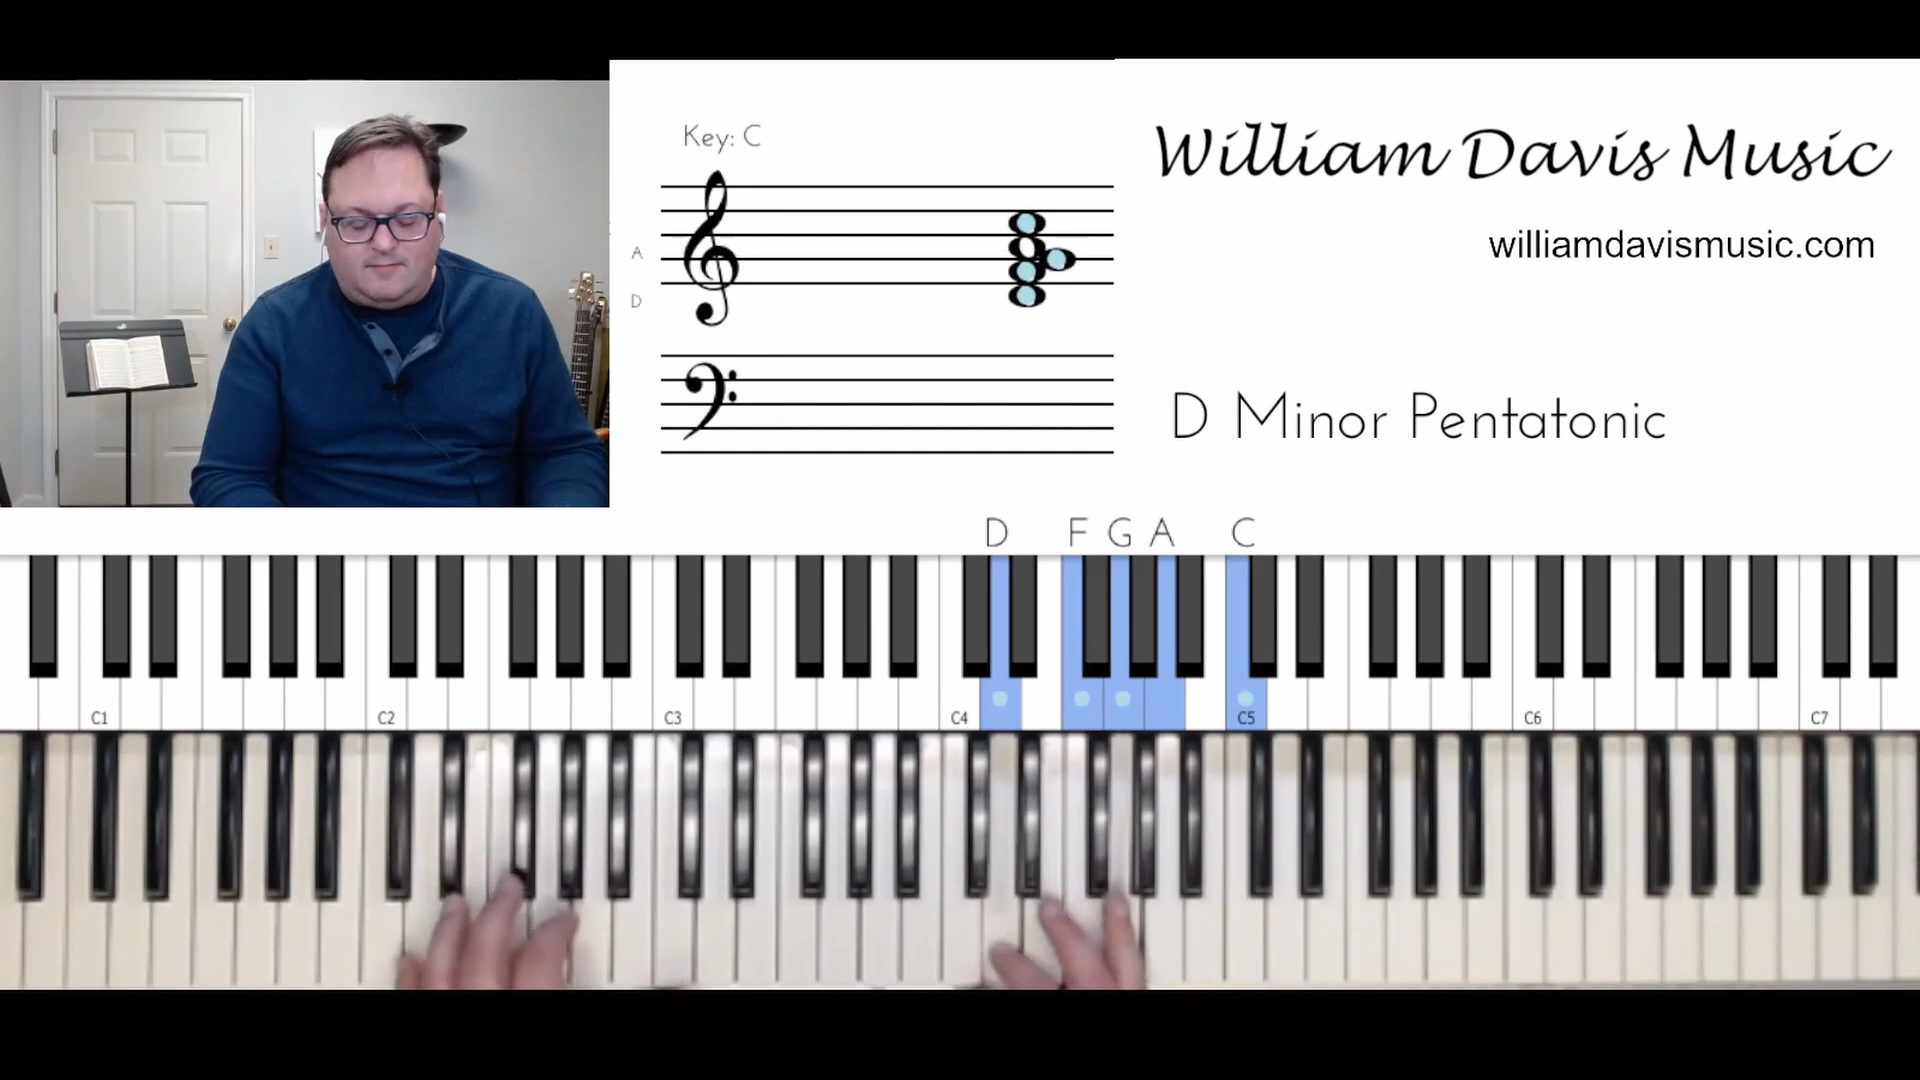 Key: C
William Davis Music
williamdavismusic.com
A
D
D Minor Pentatonic
D F G A C
C1 C2 C3 C4 C5 C6 C7